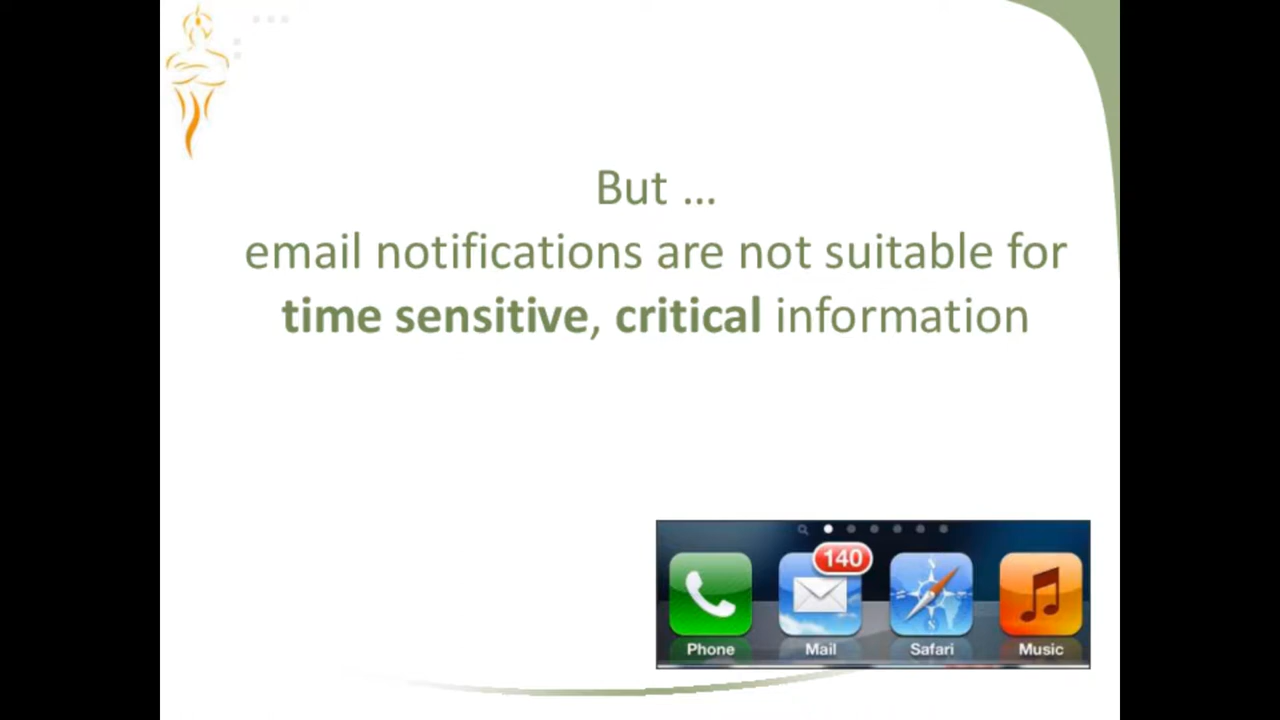 But ...
email notifications are not suitable for
time sensitive, critical information
140
Phone Mail Safari Music